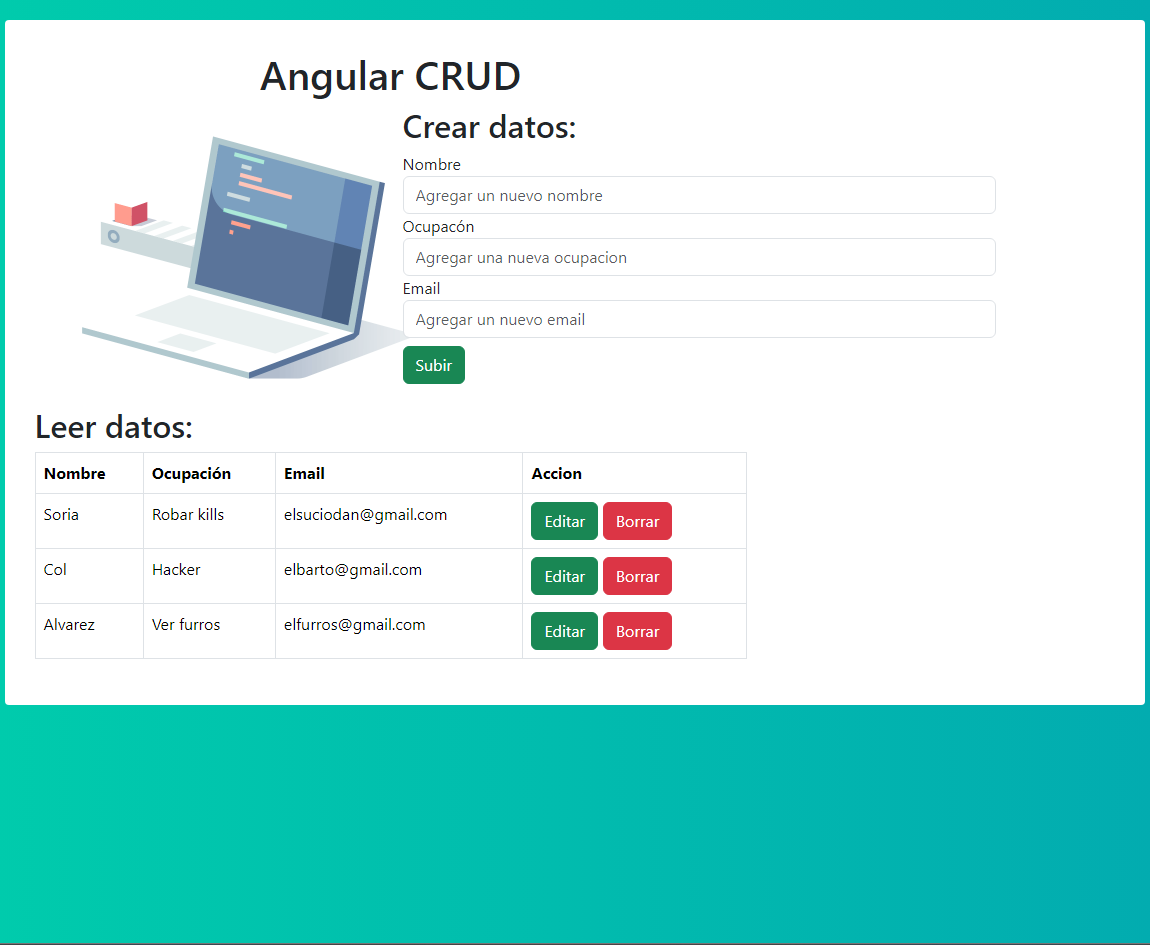 Angular CRUD
Crear datos:
Nombre
Agregar un nuevo nombre
Ocupacón
Agregar una nueva ocupacion
Email
Agregar un nuevo email
Subir
Leer datos:
Nombre Ocupación Email Accion
Soria Robar kills elsuciodan@gmail.com Editar Borrar
Col Hacker elbarto@gmail.com Editar Borrar
Alvarez Ver furros elfurros@gmail.com Editar Borrar